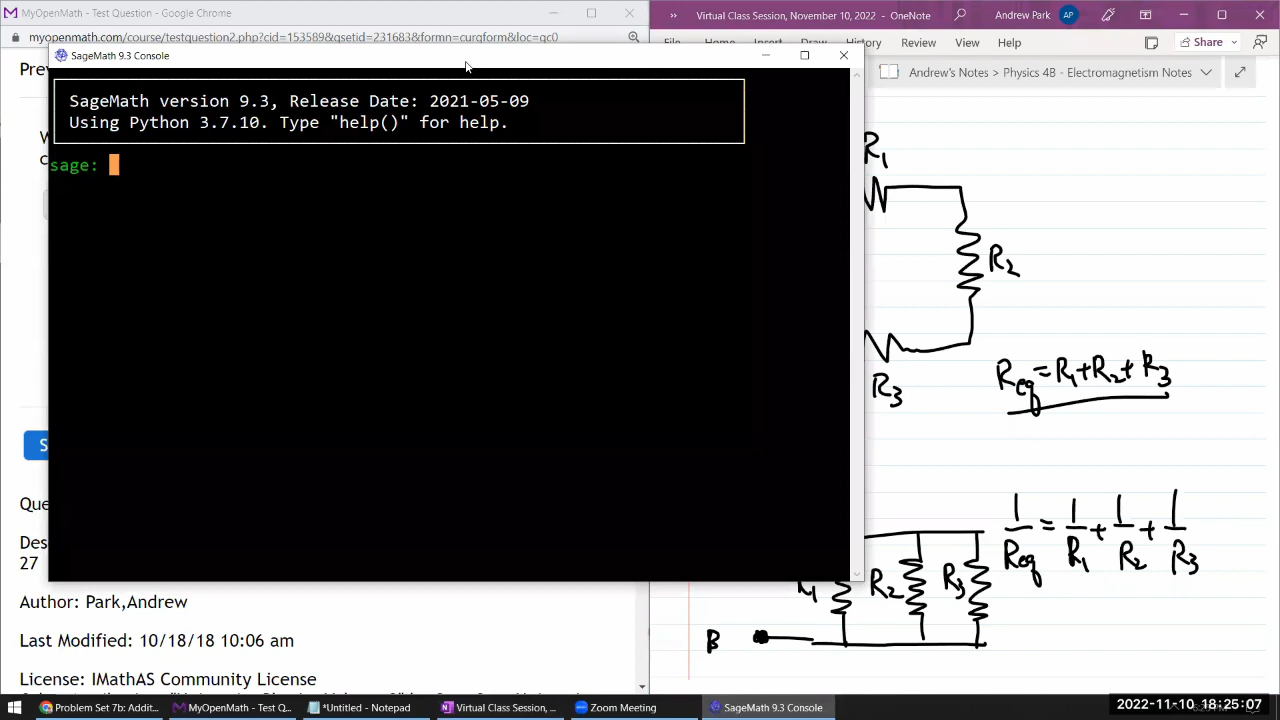 MyOpenMath - Test Question - Google Chrome
myopenmath.com/course/testquestion2.php?cid=153589&qsetid=231683&formn=curqform&loc=qc0
Virtual Class Session, November 10, 2022 - OneNote
Andrew Park
AP
File
Home
Insert
Draw
History
Review
View
Help
Share
Andrew's Notes > Physics 4B - Electromagnetism Notes
Prev
SageMath 9.3 Console
SageMath version 9.3, Release Date: 2021-05-09
Using Python 3.7.10. Type "help()" for help.
sage:
R1
R2
R3
Req = R1+R2+R3
1/Req = 1/R1 + 1/R2 + 1/R3
R1
R2
R3
B
S
Que
Des
27
Author: Park,Andrew
Last Modified: 10/18/18 10:06 am
License: IMathAS Community License
Problem Set 7b: Addit...
MyOpenMath - Test Q...
*Untitled - Notepad
Virtual Class Session, ...
Zoom Meeting
SageMath 9.3 Console
2022-11-10 18:25:07